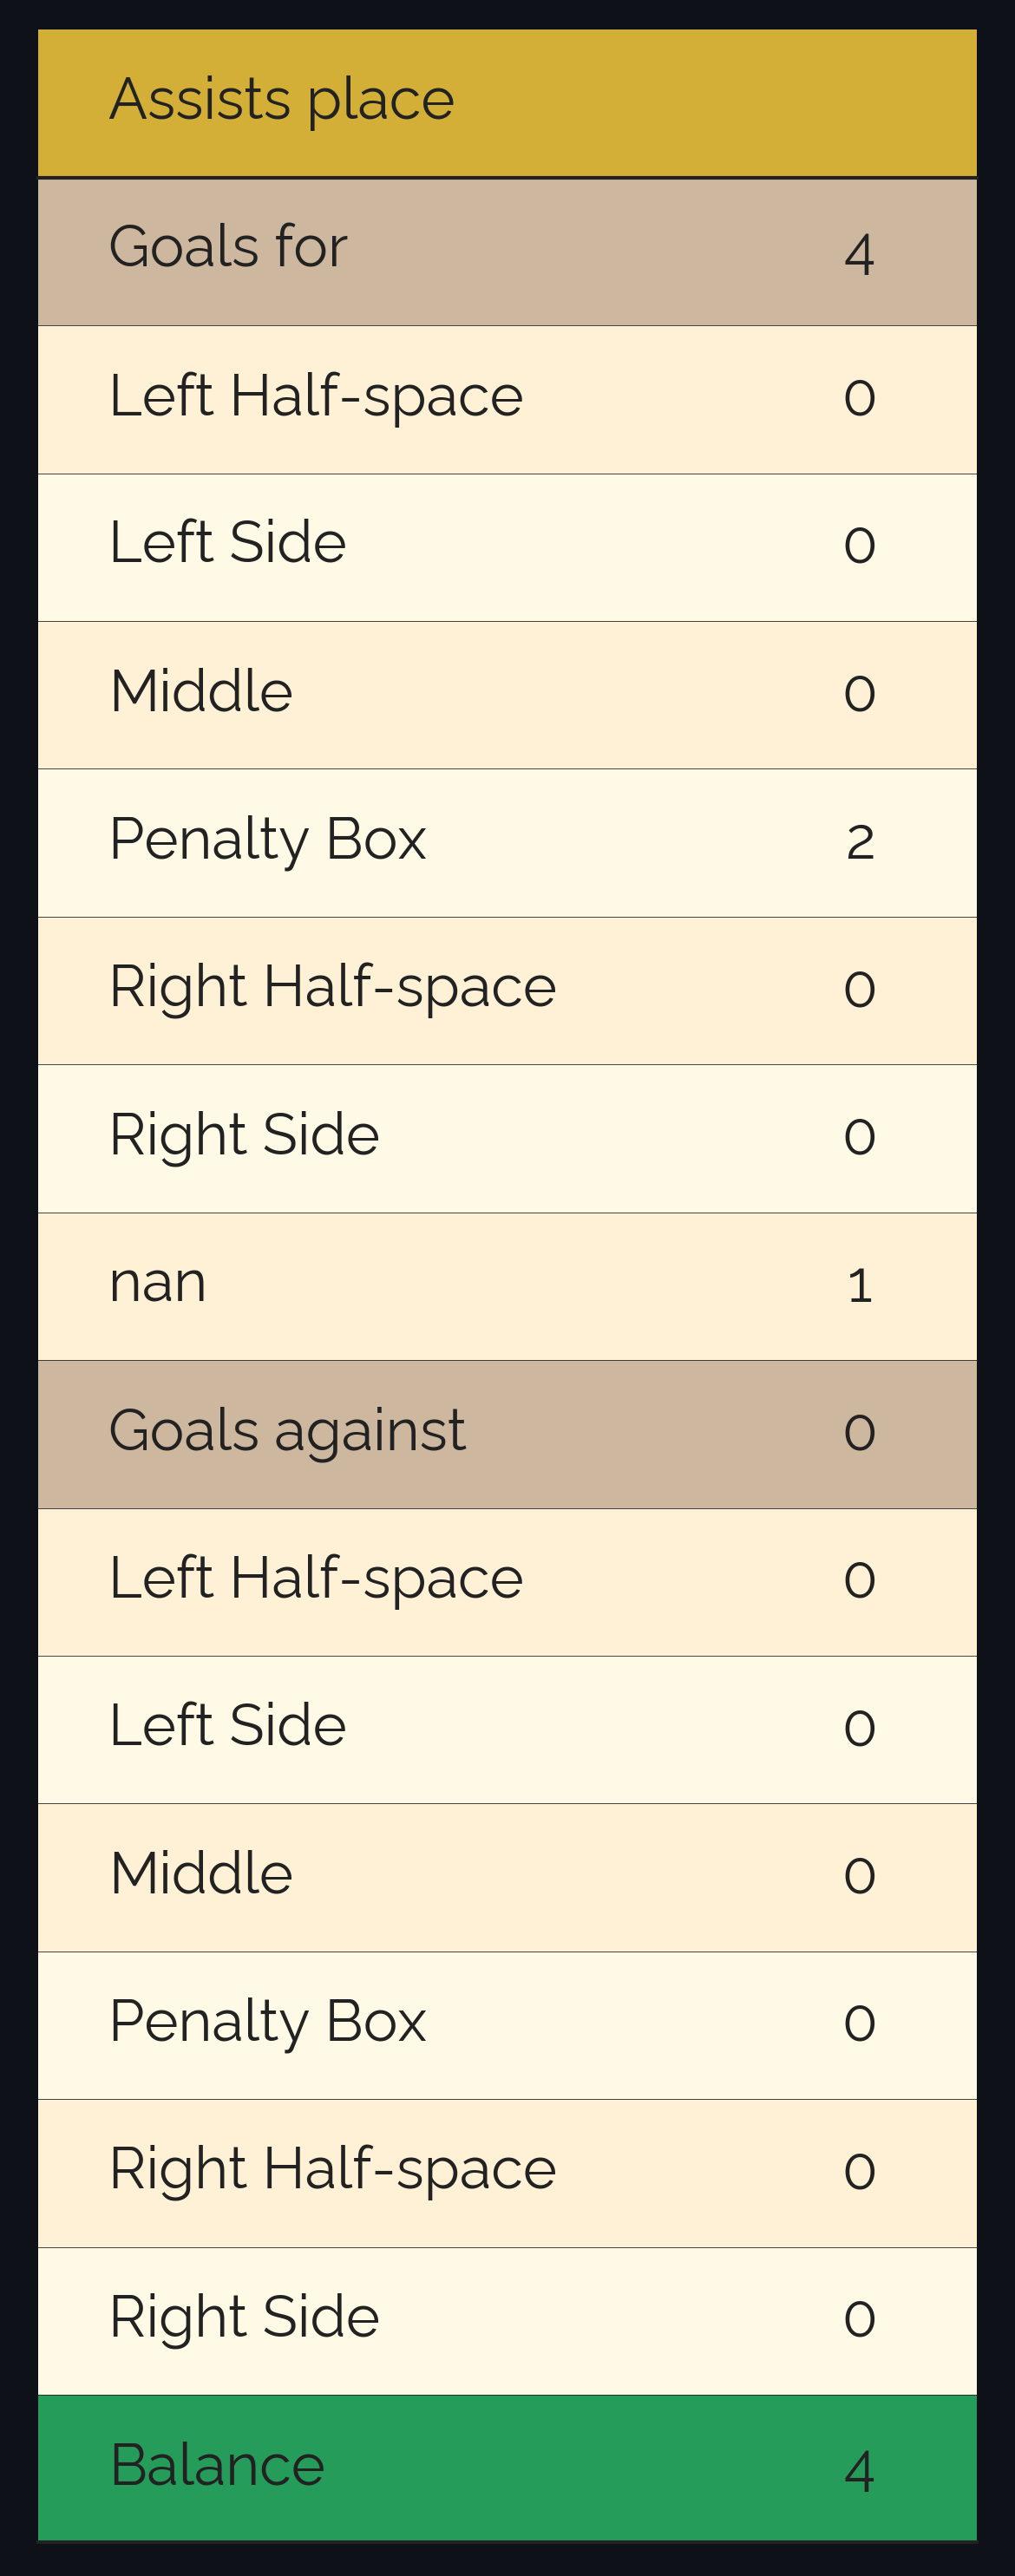 Assists place
Goals for 4
Left Half-space 0
Left Side 0
Middle 0
Penalty Box 2
Right Half-space 0
Right Side 0
nan 1
Goals against 0
Left Half-space 0
Left Side 0
Middle 0
Penalty Box 0
Right Half-space 0
Right Side 0
Balance 4